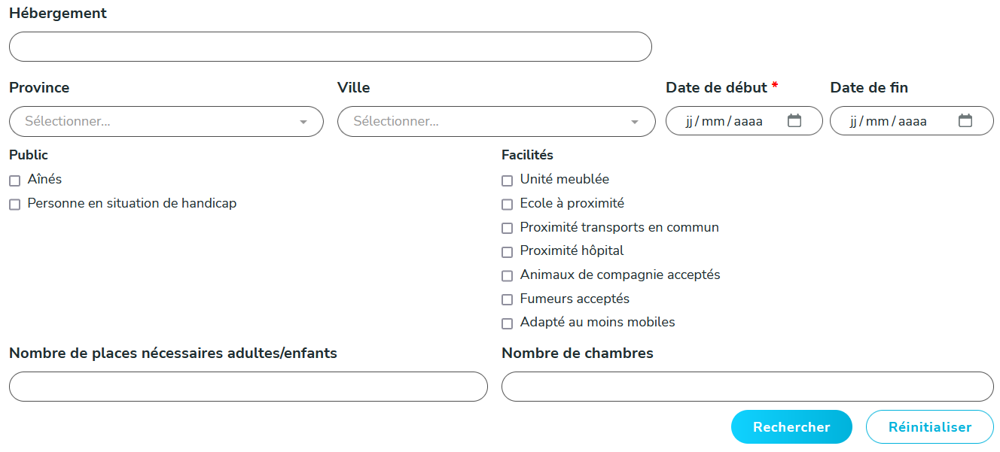 Hébergement
Province
Ville
Date de début *
Date de fin
Sélectionner...
Sélectionner...
jj/mm/aaaa
jj/mm/aaaa
Public
Aînés
Personne en situation de handicap
Facilités
Unité meublée
Ecole à proximité
Proximité transports en commun
Proximité hôpital
Animaux de compagnie acceptés
Fumeurs acceptés
Adapté au moins mobiles
Nombre de places nécessaires adultes/enfants
Nombre de chambres
Rechercher
Réinitialiser